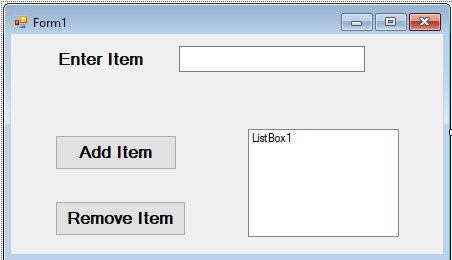 Form1
Enter Item
Add Item
ListBox1
Remove Item